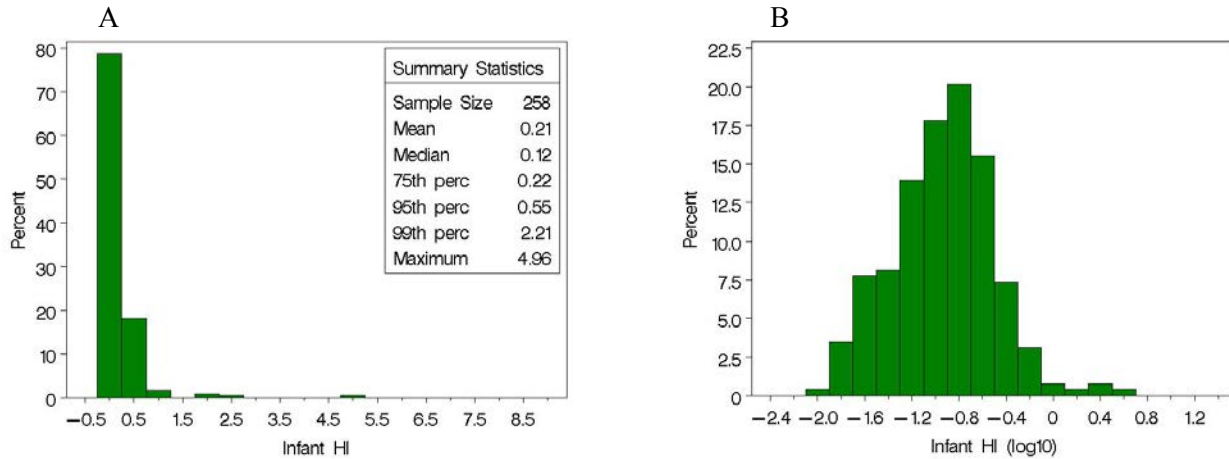 A
80
70
60
50
40
30
20
10
0
Percent
−0.5 0.5 1.5 2.5 3.5 4.5 5.5 6.5 7.5 8.5
Infant HI
Summary Statistics
Sample Size 258
Mean 0.21
Median 0.12
75th perc 0.22
95th perc 0.55
99th perc 2.21
Maximum 4.96
B
22.5
20.0
17.5
15.0
12.5
10.0
7.5
5.0
2.5
0
Percent
−2.4 −2.0 −1.6 −1.2 −0.8 −0.4 0 0.4 0.8 1.2
Infant HI (log10)